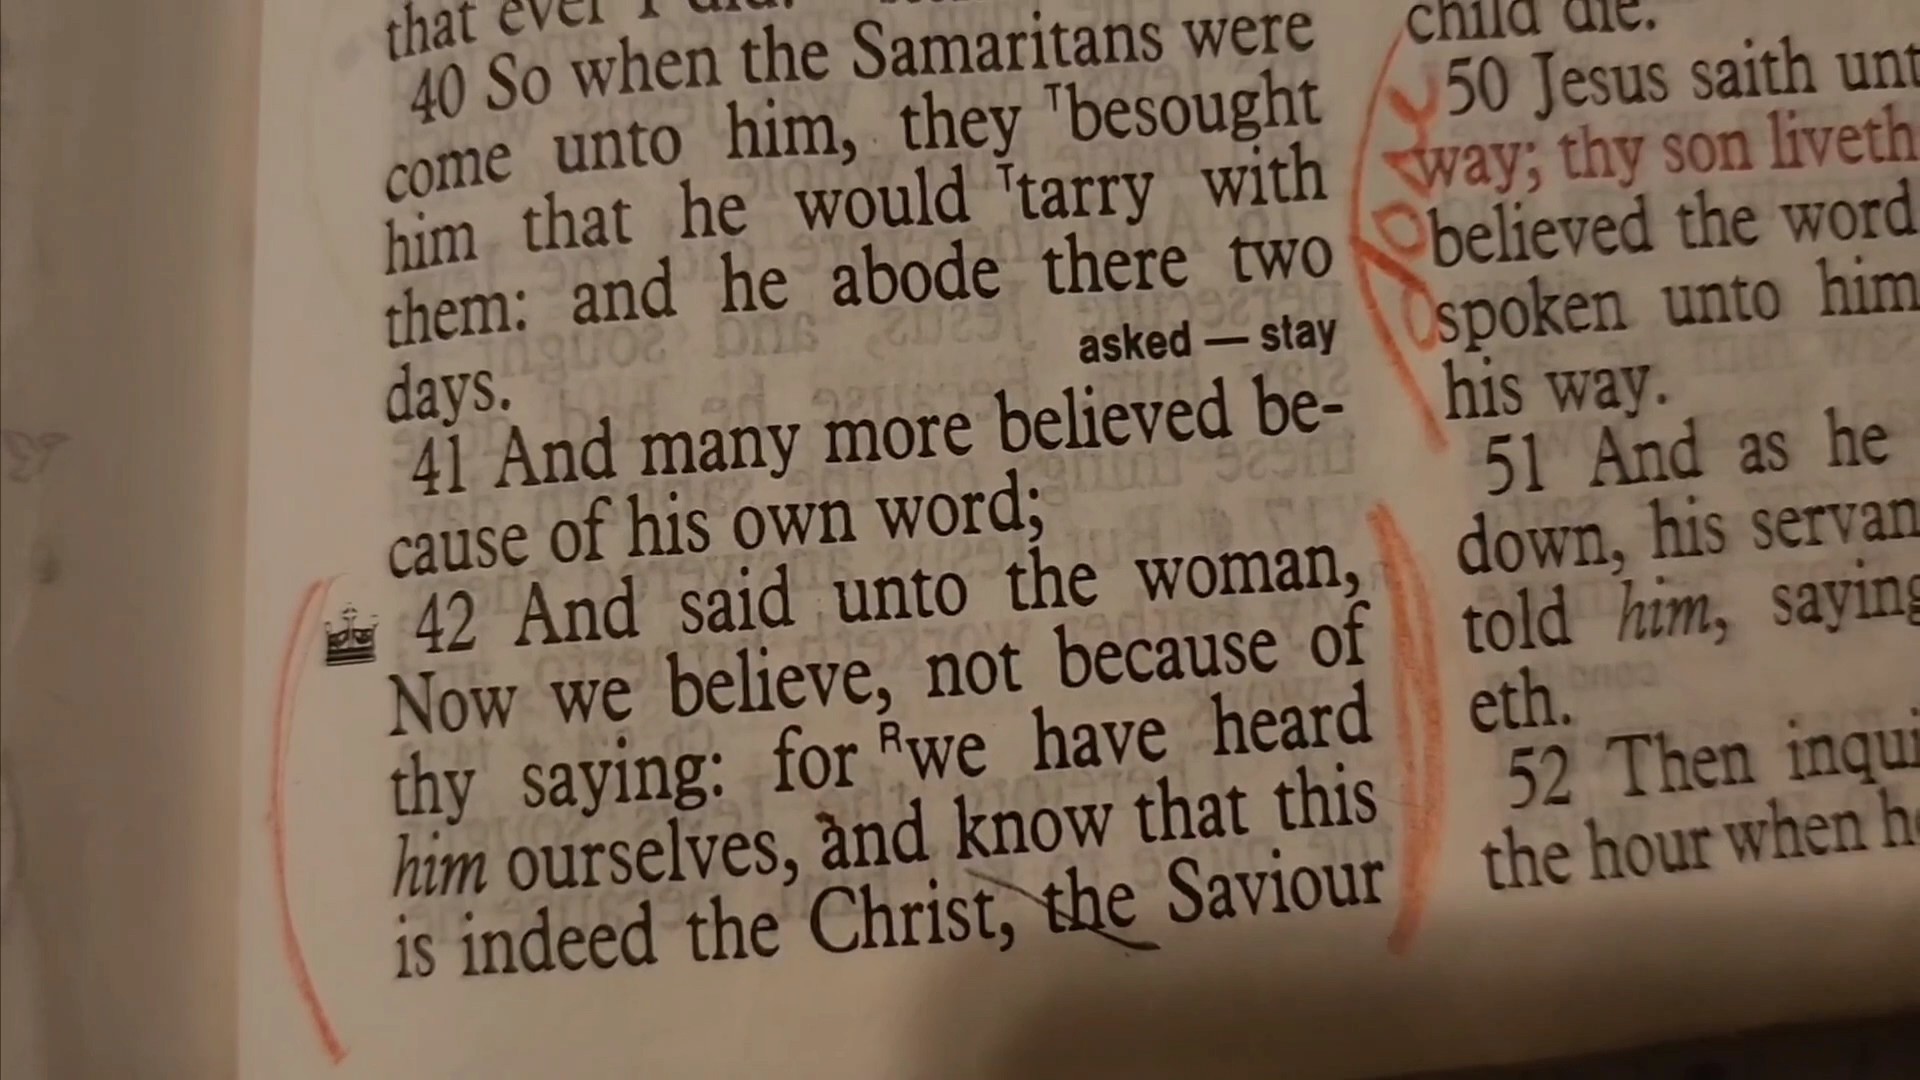 that ever I did.
40 So when the Samaritans were
come unto him, they ᵀbesought
him that he would ᵀtarry with
them: and he abode there two
days.
asked — stay
41 And many more believed be-
cause of his own word;
42 And said unto the woman,
Now we believe, not because of
thy saying: for ᴿwe have heard
him ourselves, and know that this
is indeed the Christ, the Saviour
child die.
50 Jesus saith unt
way; thy son liveth
believed the word
spoken unto him
his way.
51 And as he
down, his servan
told him, saying
eth.
52 Then inqui
the hour when he